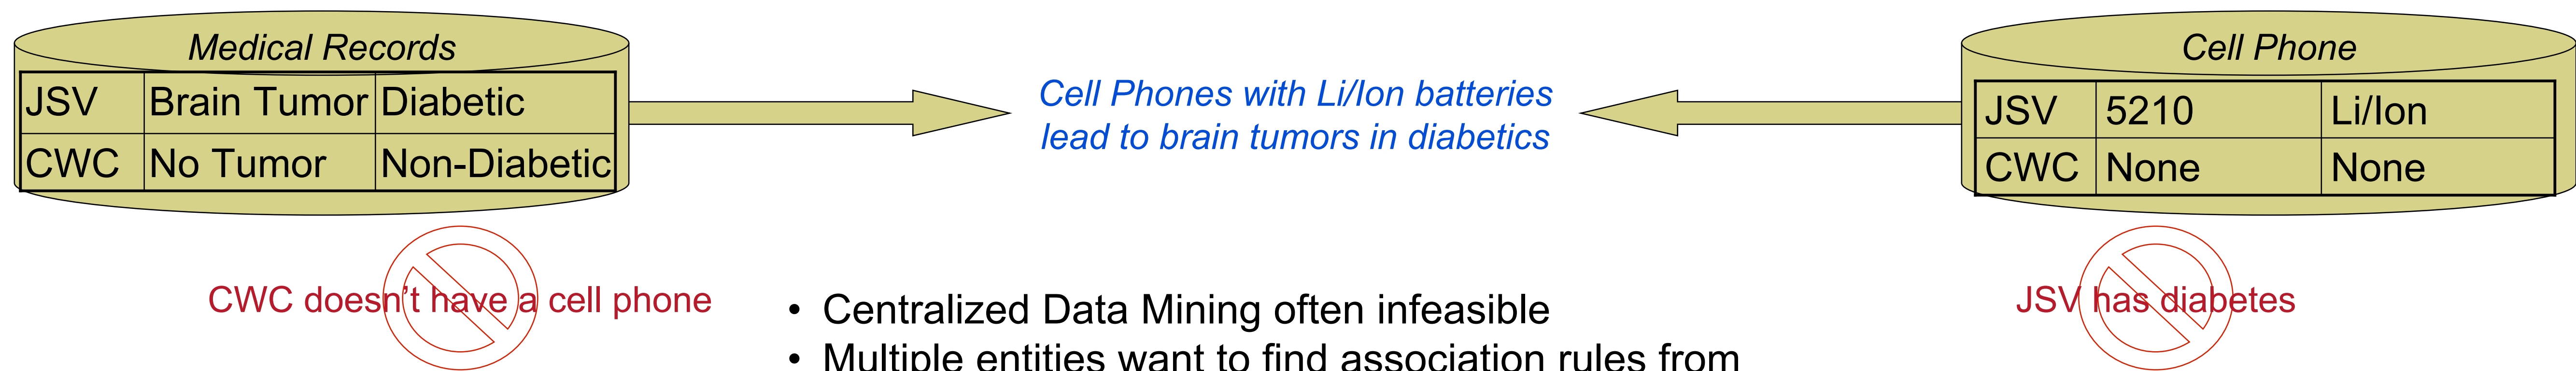 Medical Records
JSV Brain Tumor Diabetic
CWC No Tumor Non-Diabetic
Cell Phones with Li/Ion batteries
lead to brain tumors in diabetics
Cell Phone
JSV 5210 Li/Ion
CWC None None
CWC doesn’t have a cell phone
JSV has diabetes
• Centralized Data Mining often infeasible
• Multiple entities want to find association rules from